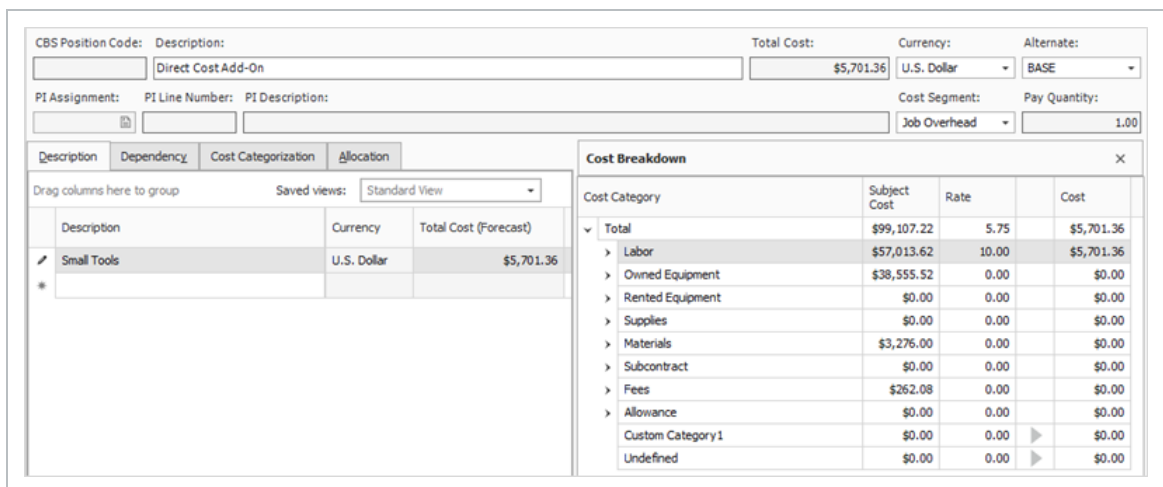 CBS Position Code: Description: Total Cost: Currency: Alternate:
Direct Cost Add-On $5,701.36 U.S. Dollar BASE
PI Assignment: PI Line Number: PI Description: Cost Segment: Pay Quantity:
Job Overhead 1.00
Description Dependency Cost Categorization Allocation
Drag columns here to group Saved views: Standard View
Description Currency Total Cost (Forecast)
Small Tools U.S. Dollar $5,701.36
Cost Breakdown
Cost Category Subject Cost Rate Cost
Total $99,107.22 5.75 $5,701.36
Labor $57,013.62 10.00 $5,701.36
Owned Equipment $38,555.52 0.00 $0.00
Rented Equipment $0.00 0.00 $0.00
Supplies $0.00 0.00 $0.00
Materials $3,276.00 0.00 $0.00
Subcontract $0.00 0.00 $0.00
Fees $262.08 0.00 $0.00
Allowance $0.00 0.00 $0.00
Custom Category1 $0.00 0.00 $0.00
Undefined $0.00 0.00 $0.00